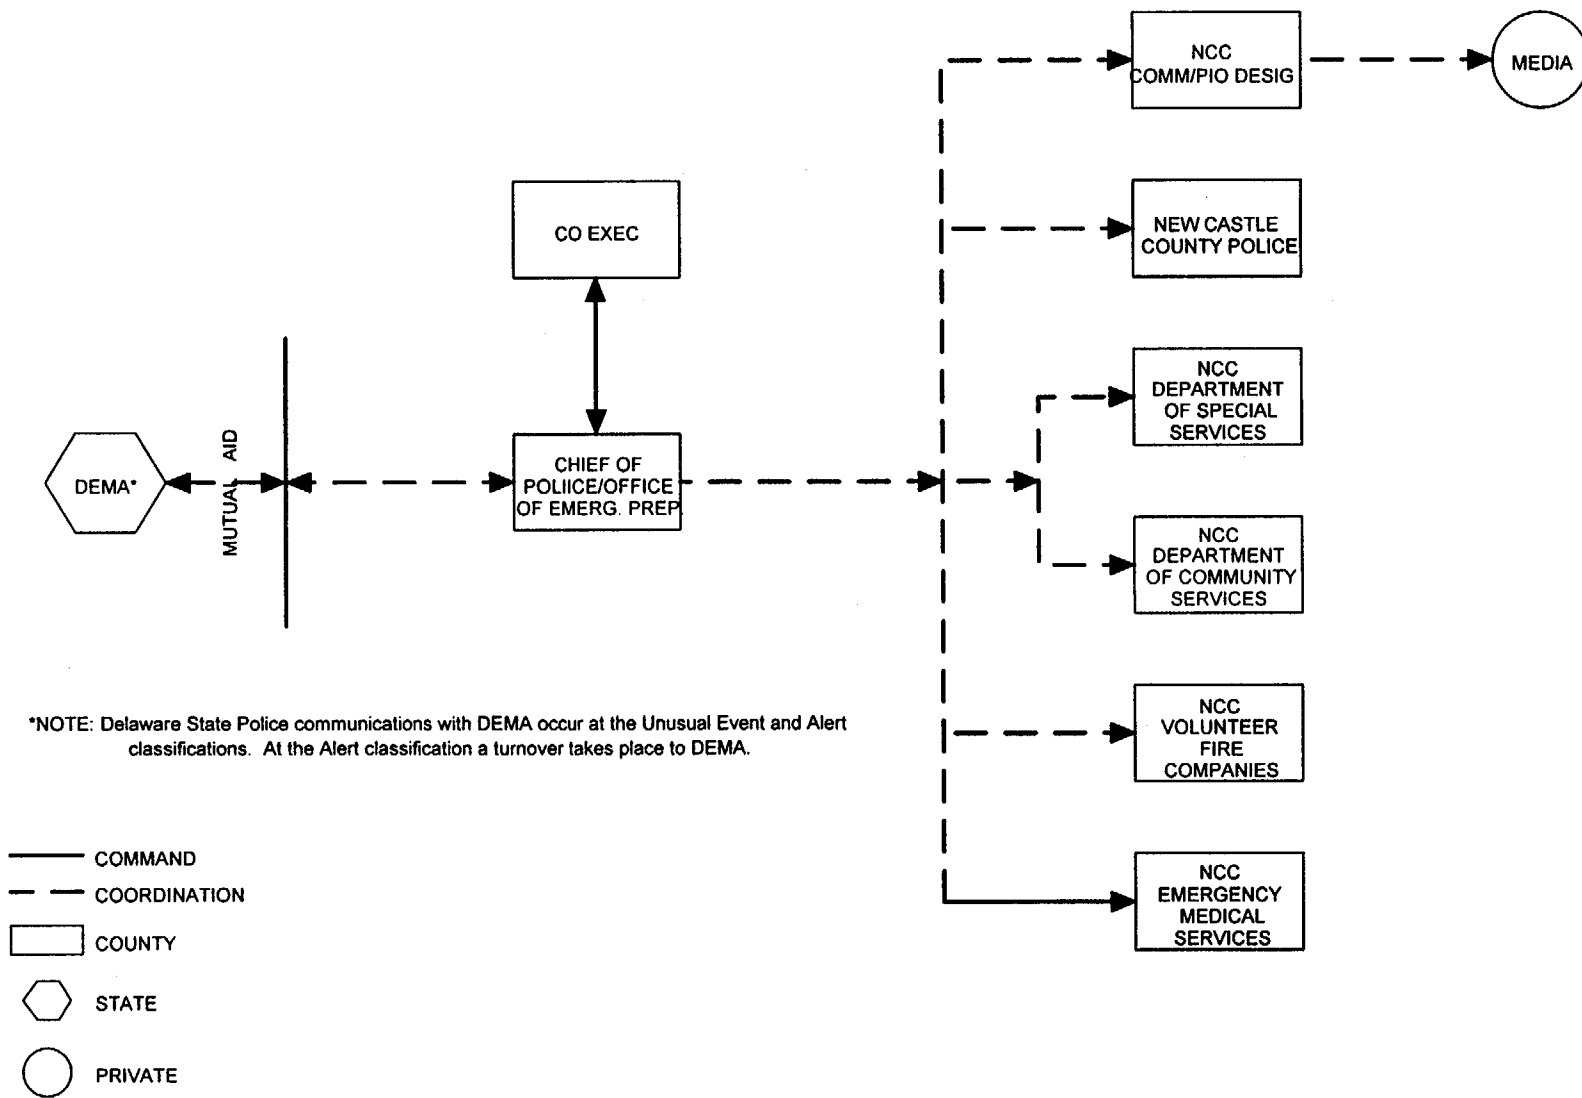 NCC
COMM/PIO DESIG
MEDIA
NEW CASTLE
COUNTY POLICE
CO EXEC
NCC
DEPARTMENT
OF SPECIAL
SERVICES
DEMA*
MUTUAL AID
CHIEF OF
POLIICE/OFFICE
OF EMERG. PREP
NCC
DEPARTMENT
OF COMMUNITY
SERVICES
NCC
VOLUNTEER
FIRE
COMPANIES
NCC
EMERGENCY
MEDICAL
SERVICES
*NOTE: Delaware State Police communications with DEMA occur at the Unusual Event and Alert
classifications. At the Alert classification a turnover takes place to DEMA.
COMMAND
COORDINATION
COUNTY
STATE
PRIVATE